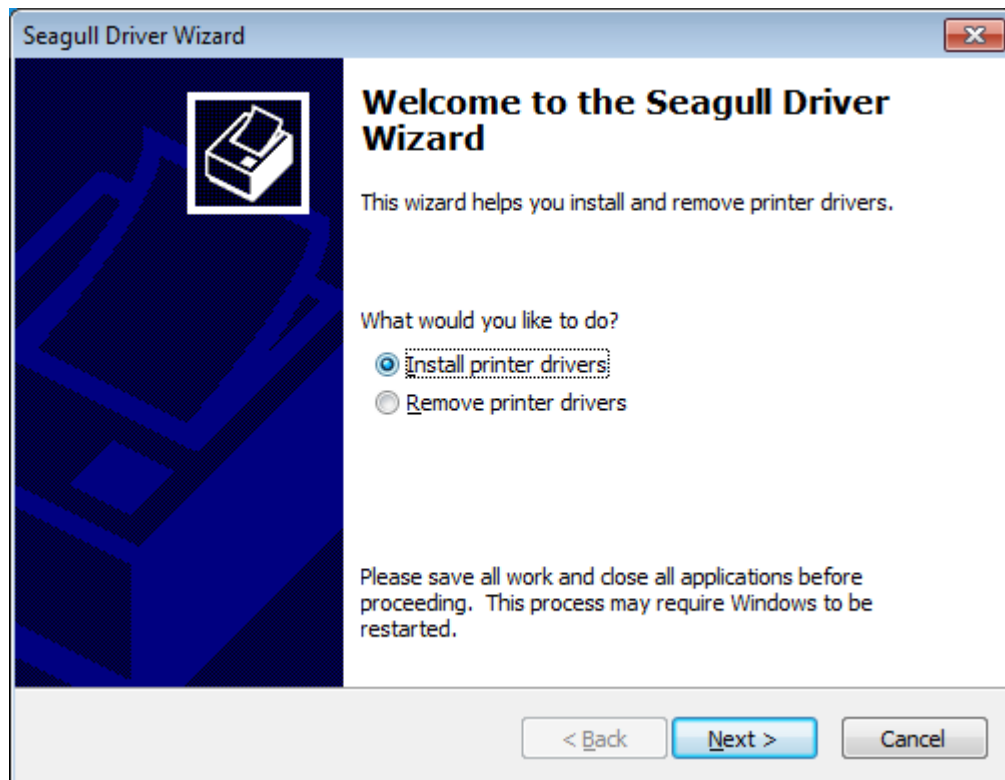 Seagull Driver Wizard
Welcome to the Seagull Driver
Wizard
This wizard helps you install and remove printer drivers.
What would you like to do?
Install printer drivers
Remove printer drivers
Please save all work and close all applications before
proceeding.  This process may require Windows to be
restarted.
< Back
Next >
Cancel